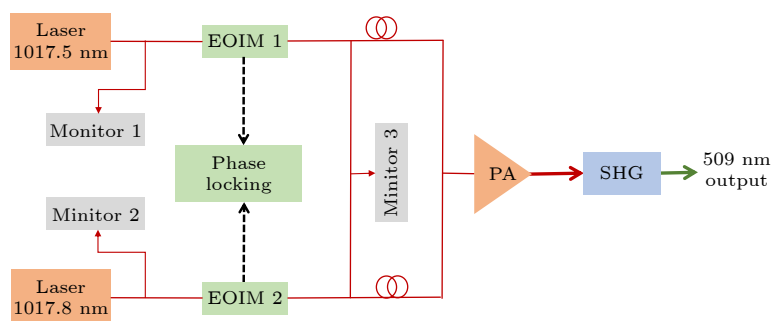 Laser
1017.5 nm
EOIM 1
Monitor 1
Phase
locking
Minitor 3
PA
SHG
509 nm
output
Minitor 2
Laser
1017.8 nm
EOIM 2